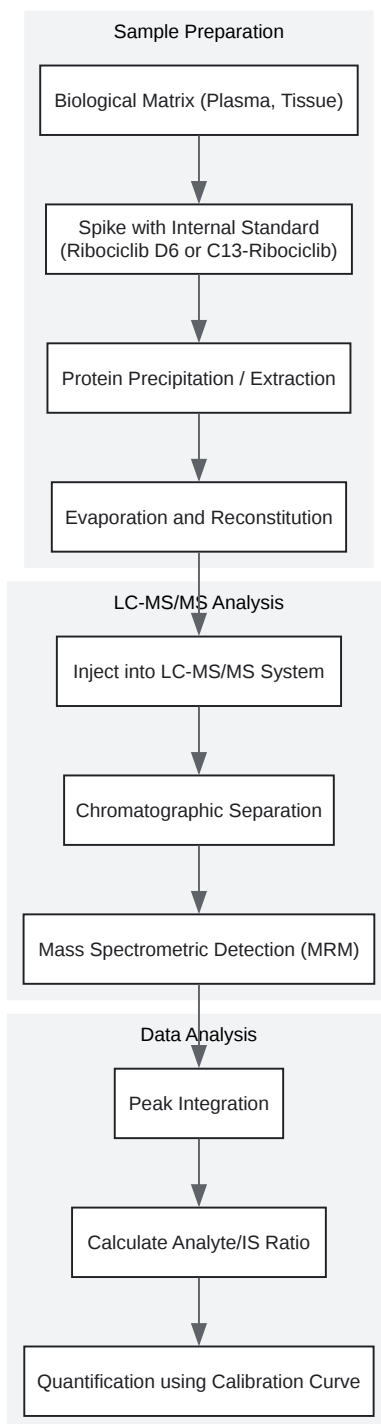 Sample Preparation
Biological Matrix (Plasma, Tissue)
Spike with Internal Standard
(Ribociclib D6 or C13-Ribociclib)
Protein Precipitation / Extraction
Evaporation and Reconstitution
LC-MS/MS Analysis
Inject into LC-MS/MS System
Chromatographic Separation
Mass Spectrometric Detection (MRM)
Data Analysis
Peak Integration
Calculate Analyte/IS Ratio
Quantification using Calibration Curve